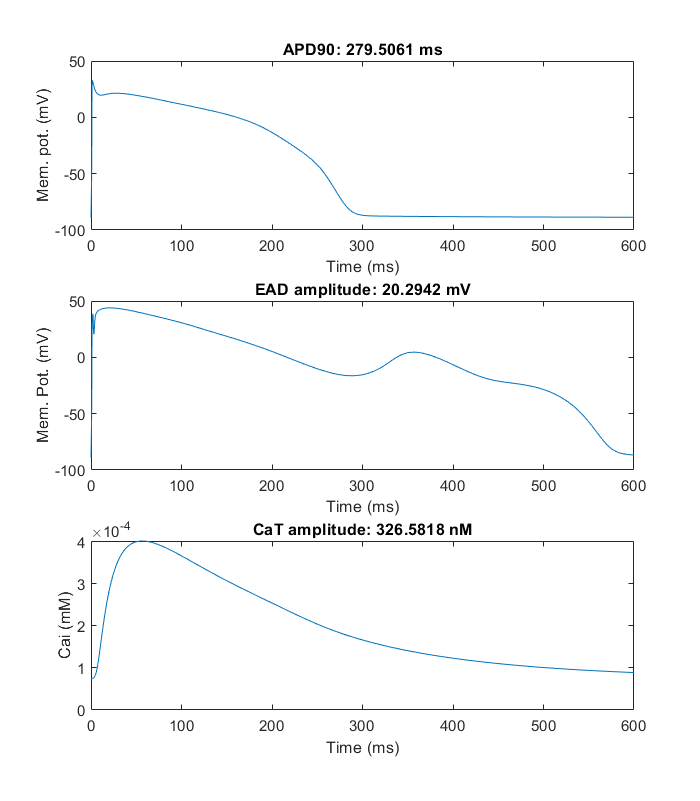 APD90: 279.5061 ms
50
0
-50
-100
Mem. pot. (mV)
0 100 200 300 400 500 600
Time (ms)
EAD amplitude: 20.2942 mV
50
0
-50
-100
Mem. Pot. (mV)
0 100 200 300 400 500 600
Time (ms)
×10-4
CaT amplitude: 326.5818 nM
4
3
2
1
0
Cai (mM)
0 100 200 300 400 500 600
Time (ms)